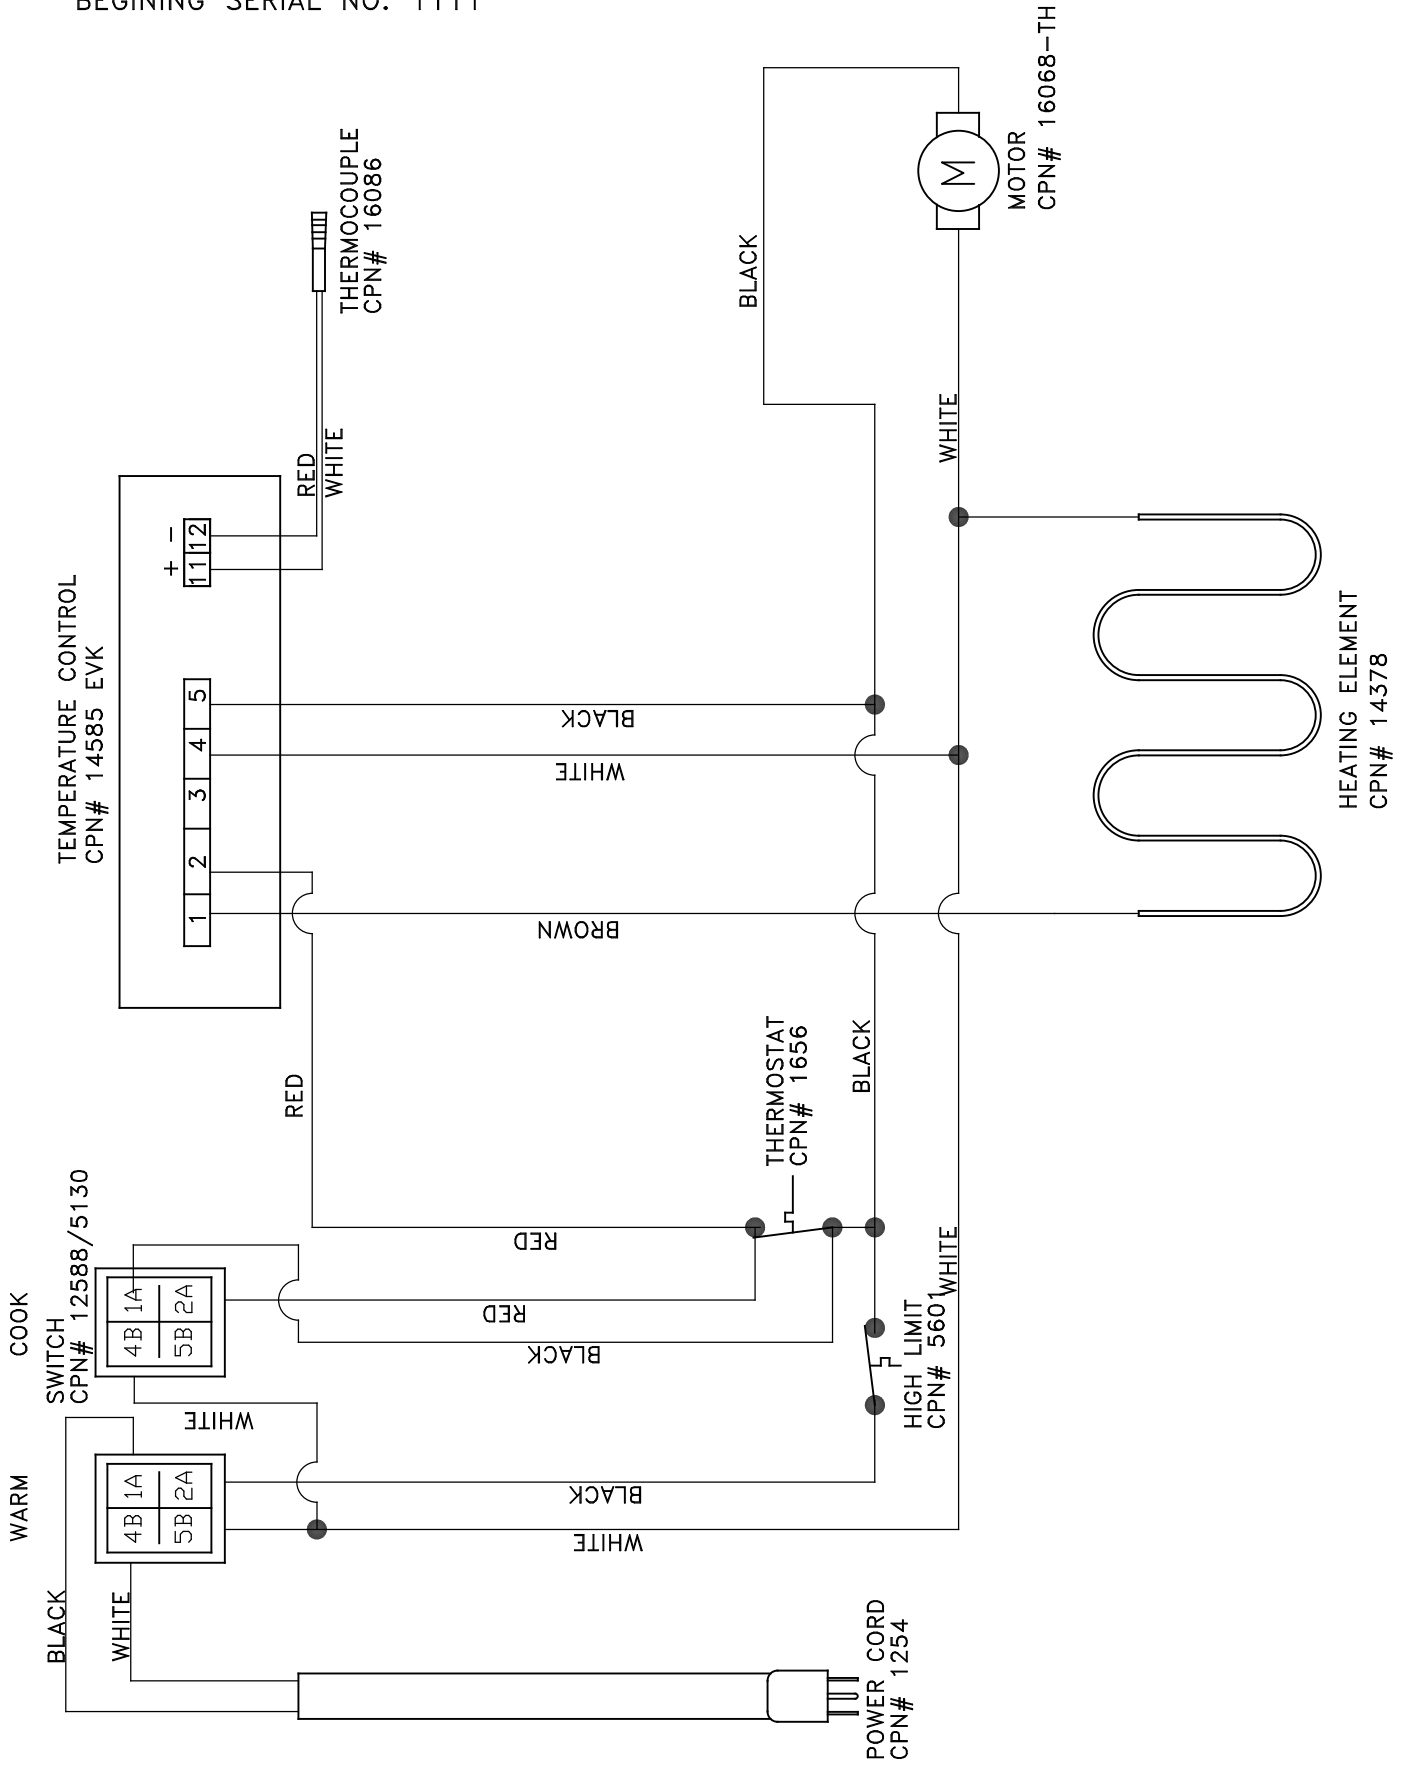 BEGINING SERIAL NO. 1111
COOK
SWITCH
CPN# 12588/5130
4B 1A
5B 2A
WARM
4B 1A
5B 2A
BLACK
WHITE
WHITE
POWER CORD
CPN# 1254
BLACK
WHITE
RED
RED
BLACK
RED
THERMOSTAT
CPN# 1656
HIGH LIMIT
CPN# 5601
WHITE
BLACK
TEMPERATURE CONTROL
CPN# 14585 EVK
1 2 3 4 5
11 12
+ -
BROWN
WHITE
BLACK
RED
WHITE
THERMOCOUPLE
CPN# 16086
BLACK
WHITE
M
MOTOR
CPN# 16068-TH
HEATING ELEMENT
CPN# 14378